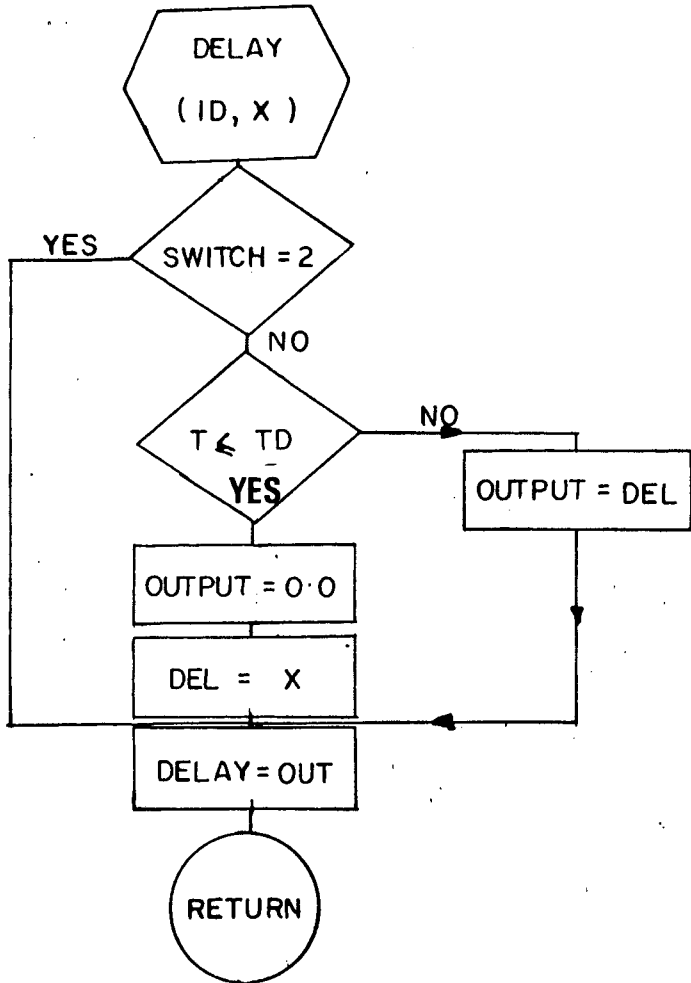 DELAY
(ID, X)
YES
SWITCH = 2
NO
T ⩽ TD
YES
NO
OUTPUT = DEL
OUTPUT = 0·0
DEL = X
DELAY = OUT
RETURN